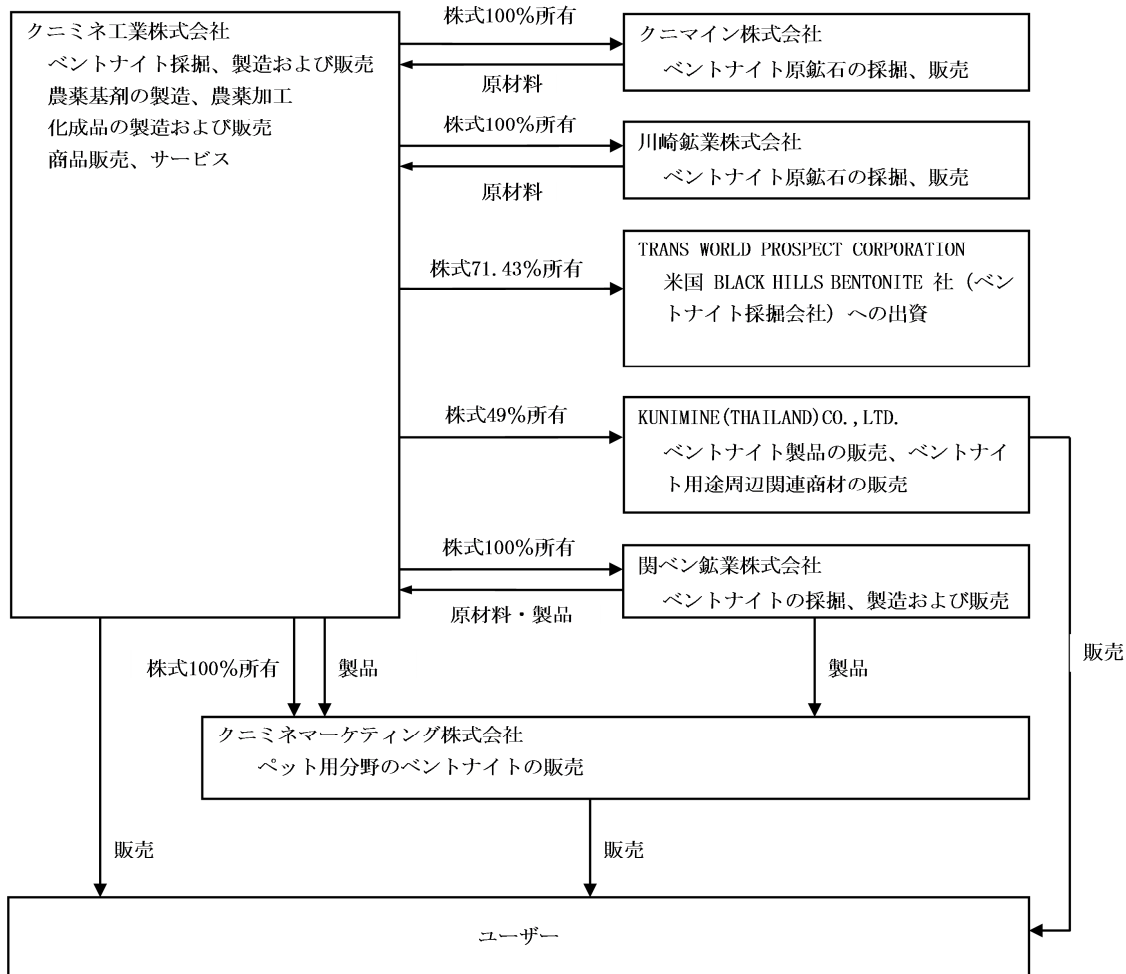 クニミネ工業株式会社
ベントナイト採掘、製造および販売
農薬基剤の製造、農薬加工
化成品の製造および販売
商品販売、サービス
株式100%所有
原材料
クニマイン株式会社
ベントナイト原鉱石の採掘、販売
株式100%所有
原材料
川崎鉱業株式会社
ベントナイト原鉱石の採掘、販売
株式71.43%所有
TRANS WORLD PROSPECT CORPORATION
米国 BLACK HILLS BENTONITE 社（ベン
トナイト採掘会社）への出資
株式49%所有
KUNIMINE(THAILAND)CO.,LTD.
ベントナイト製品の販売、ベントナイ
ト用途周辺関連商材の販売
株式100%所有
原材料・製品
関ベン鉱業株式会社
ベントナイトの採掘、製造および販売
株式100%所有
製品
製品
販売
クニミネマーケティング株式会社
ペット用分野のベントナイトの販売
販売
販売
ユーザー